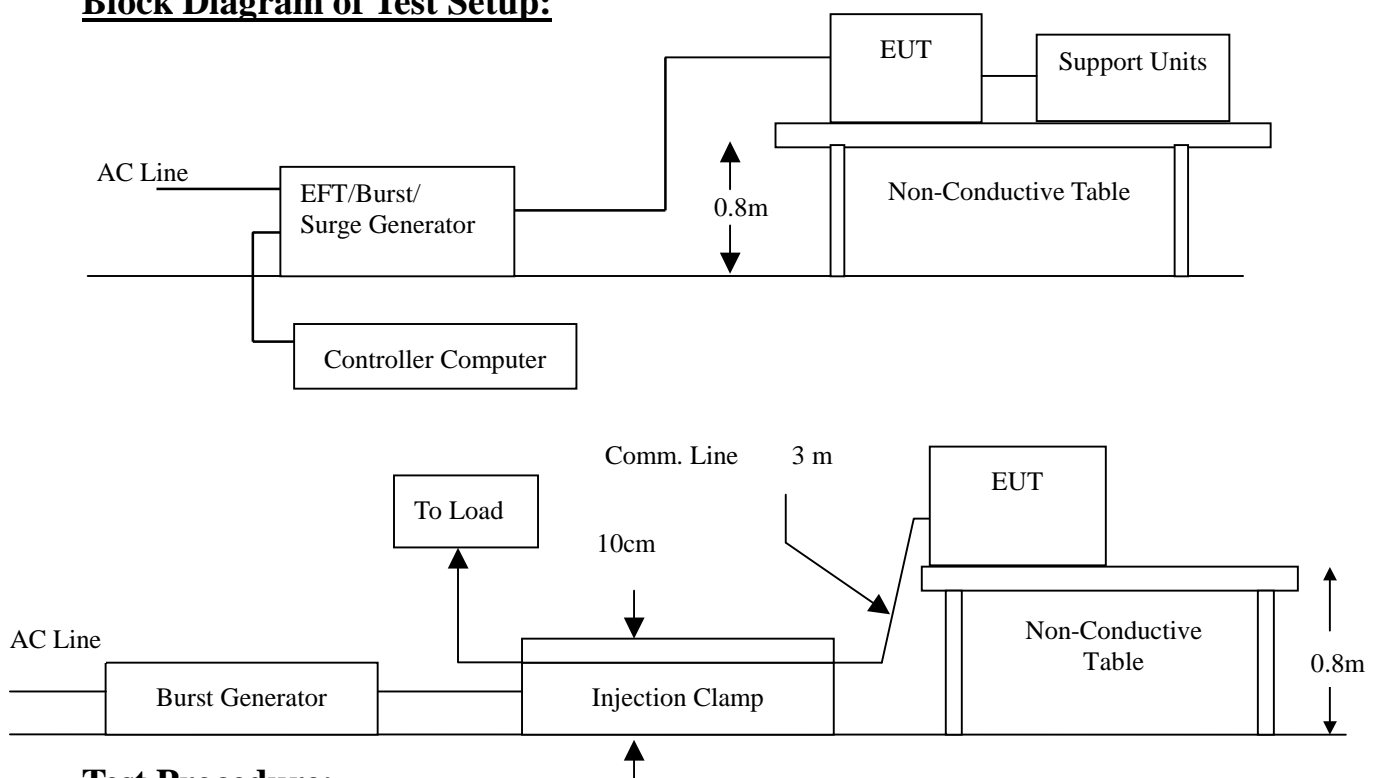 Block Diagram of Test Setup:
EUT
Support Units
AC Line
EFT/Burst/
Surge Generator
0.8m
Non-Conductive Table
Controller Computer
Comm. Line 3 m
EUT
To Load
10cm
AC Line
Non-Conductive
Table
0.8m
Burst Generator
Injection Clamp
Test Procedure: